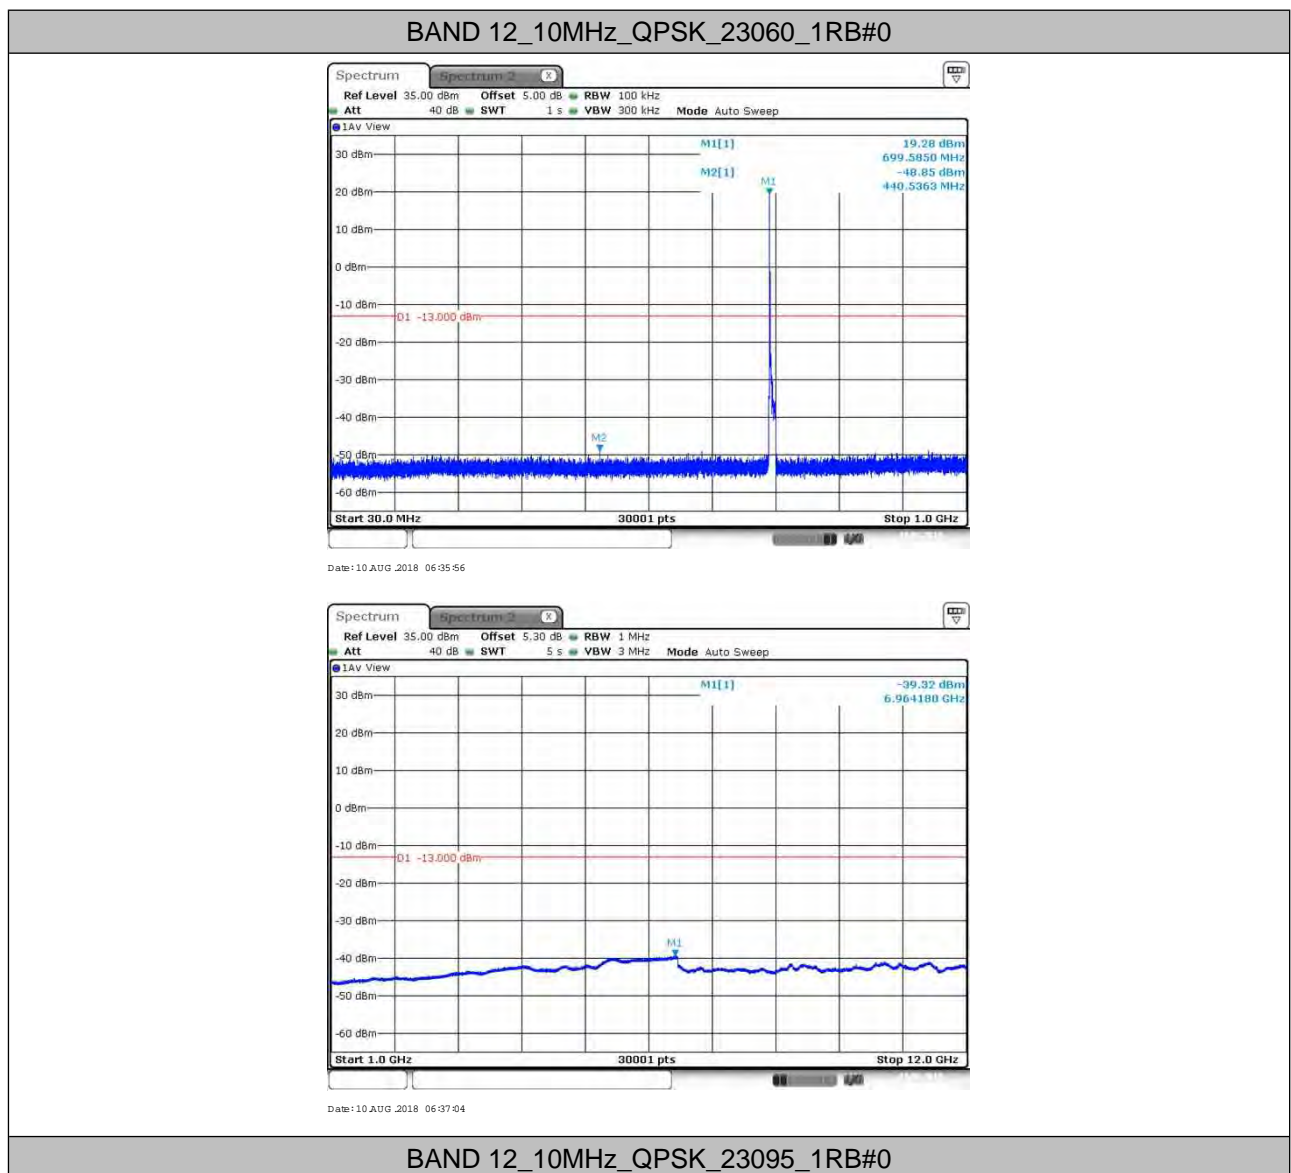 BAND 12_10MHz_QPSK_23060_1RB#0
Spectrum Spectrum 2 X
Ref Level 35.00 dBm Offset 5.00 dB RBW 100 kHz
Att 40 dB SWT 1 s VBW 300 kHz Mode Auto Sweep
1Av View
M1[1] 19.28 dBm
699.5850 MHz
M2[1] -48.85 dBm
440.5363 MHz
30 dBm
M1
20 dBm
10 dBm
0 dBm
-10 dBm
D1 -13.000 dBm
-20 dBm
-30 dBm
-40 dBm
M2
-50 dBm
-60 dBm
Start 30.0 MHz 30001 pts Stop 1.0 GHz
Date: 10.AUG.2018 06:35:56
Spectrum Spectrum 2 X
Ref Level 35.00 dBm Offset 5.30 dB RBW 1 MHz
Att 40 dB SWT 5 s VBW 3 MHz Mode Auto Sweep
1Av View
M1[1] -39.32 dBm
6.964180 GHz
30 dBm
20 dBm
10 dBm
0 dBm
-10 dBm
D1 -13.000 dBm
-20 dBm
-30 dBm
M1
-40 dBm
-50 dBm
-60 dBm
Start 1.0 GHz 30001 pts Stop 12.0 GHz
Date: 10.AUG.2018 06:37:04
BAND 12_10MHz_QPSK_23095_1RB#0